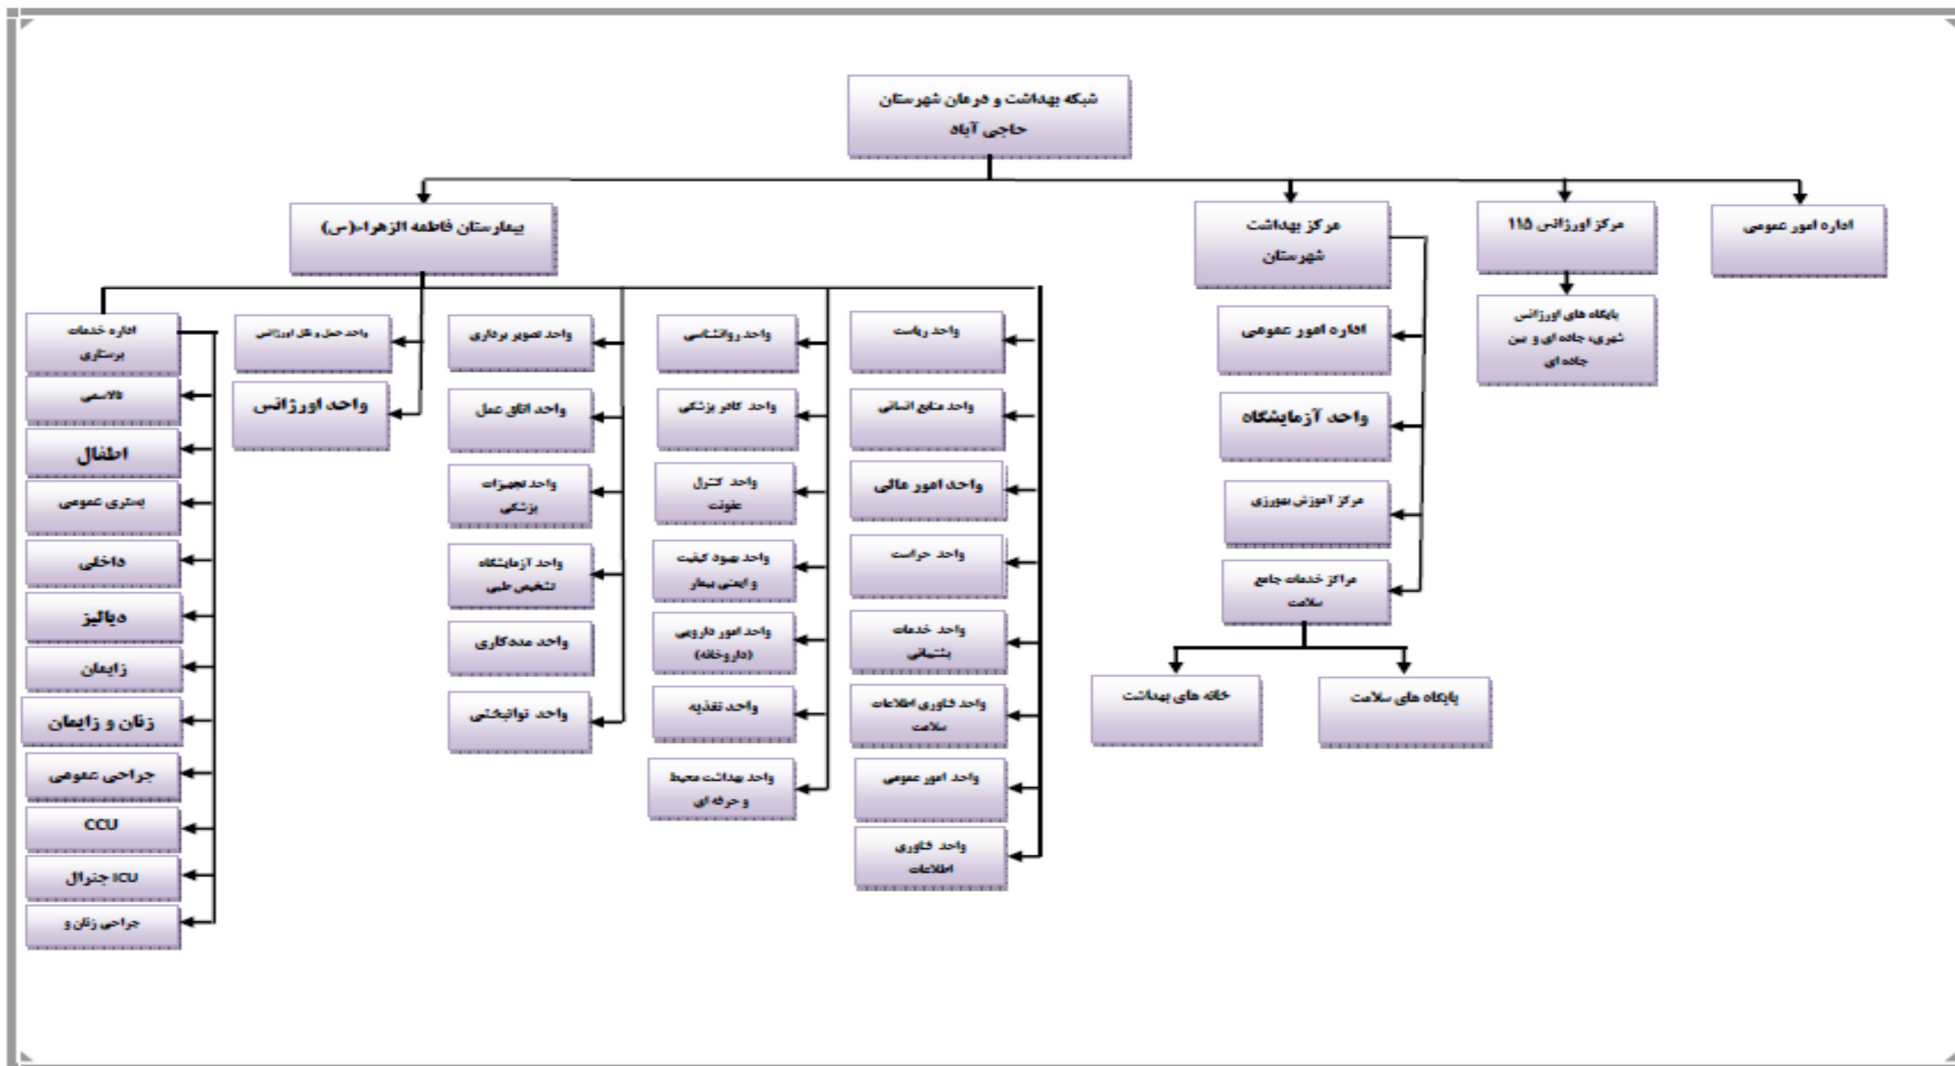 شبکه بهداشت و درمان شهرستان
حاجی آباد
اداره امور عمومی
مرکز اورژانس ۱۱۵
پایگاه های اورژانس
شهری، جاده ای و بین
جاده ای
مرکز بهداشت
شهرستان
اداره امور عمومی
واحد آزمایشگاه
مرکز آموزش بهورزی
مراکز خدمات جامع
سلامت
پایگاه های سلامت
خانه های بهداشت
بیمارستان فاطمه الزهراء(س)
واحد ریاست
واحد منابع انسانی
واحد امور مالی
واحد حراست
واحد خدمات
پشتیبانی
واحد فناوری اطلاعات
سلامت
واحد امور عمومی
واحد فناوری
اطلاعات
واحد روانشناسی
واحد کادر پزشکی
واحد کنترل
عفونت
واحد بهبود کیفیت
و ایمنی بیمار
واحد امور دارویی
(داروخانه)
واحد تغذیه
واحد بهداشت محیط
و حرفه ای
واحد تصویر برداری
واحد اتاق عمل
واحد تجهیزات
پزشکی
واحد آزمایشگاه
تشخیص طبی
واحد مددکاری
واحد توانبخشی
واحد حمل و نقل اورژانس
واحد اورژانس
اداره خدمات
پرستاری
تالاسمی
اطفال
بستری عمومی
داخلی
دیالیز
زایمان
زنان و زایمان
جراحی عمومی
CCU
ICU جنرال
جراحی زنان و